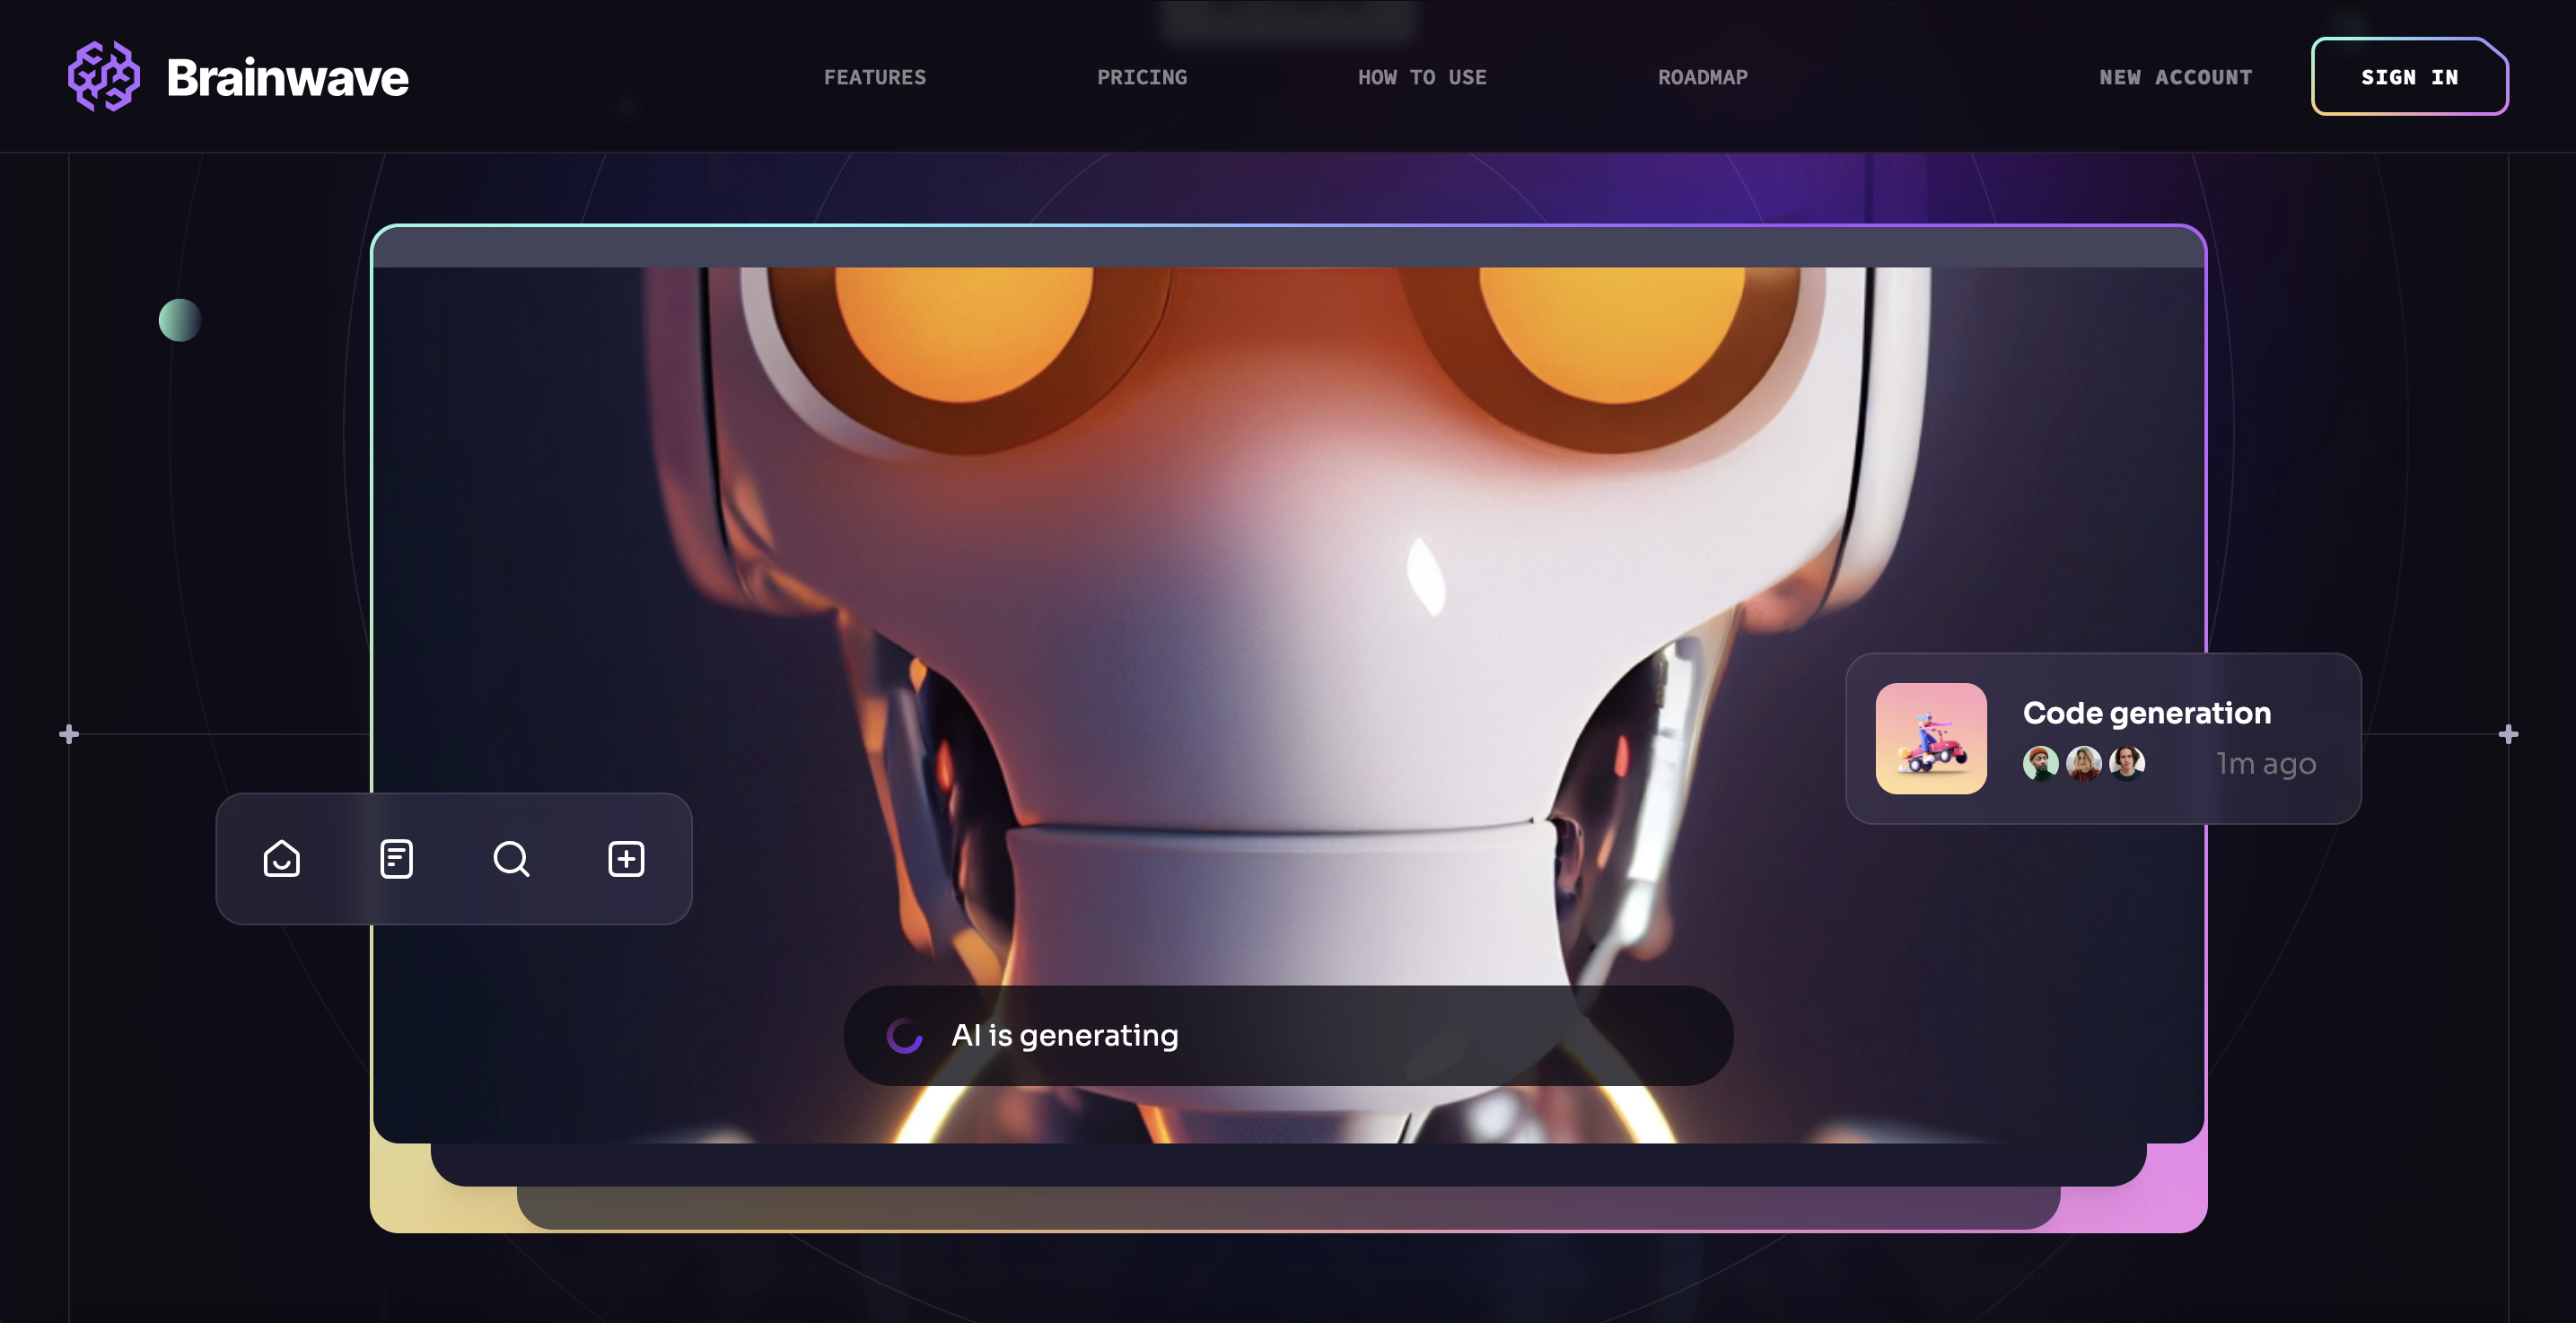 Brainwave
FEATURES
PRICING
HOW TO USE
ROADMAP
NEW ACCOUNT
SIGN IN
Code generation
1m ago
AI is generating